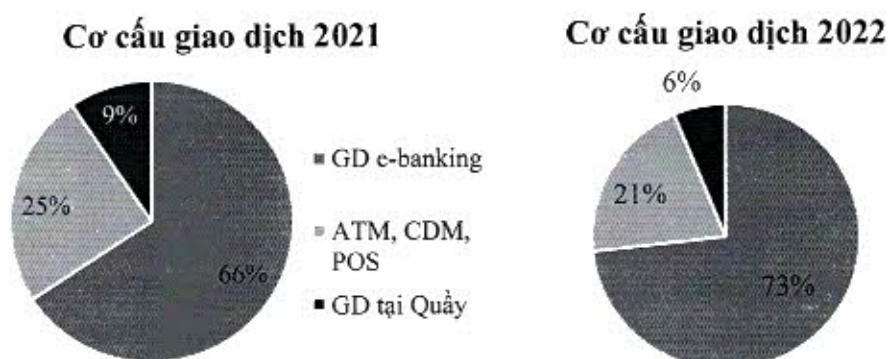 Cơ cấu giao dịch 2021
9%
25%
66%
GD e-banking
ATM, CDM,
POS
GD tại Quầy
Cơ cấu giao dịch 2022
6%
21%
73%